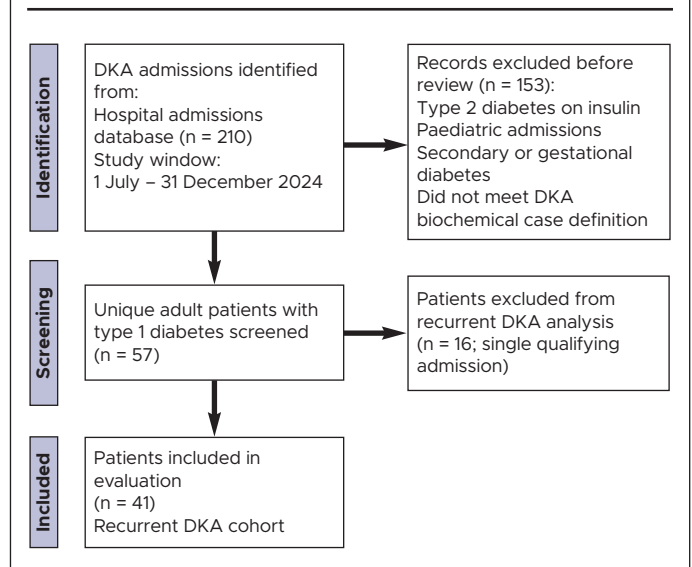 Identification
DKA admissions identified
from:
Hospital admissions
database (n = 210)
Study window:
1 July – 31 December 2024
Records excluded before
review (n = 153):
Type 2 diabetes on insulin
Paediatric admissions
Secondary or gestational
diabetes
Did not meet DKA
biochemical case definition
Screening
Unique adult patients with
type 1 diabetes screened
(n = 57)
Patients excluded from
recurrent DKA analysis
(n = 16; single qualifying
admission)
Included
Patients included in
evaluation
(n = 41)
Recurrent DKA cohort